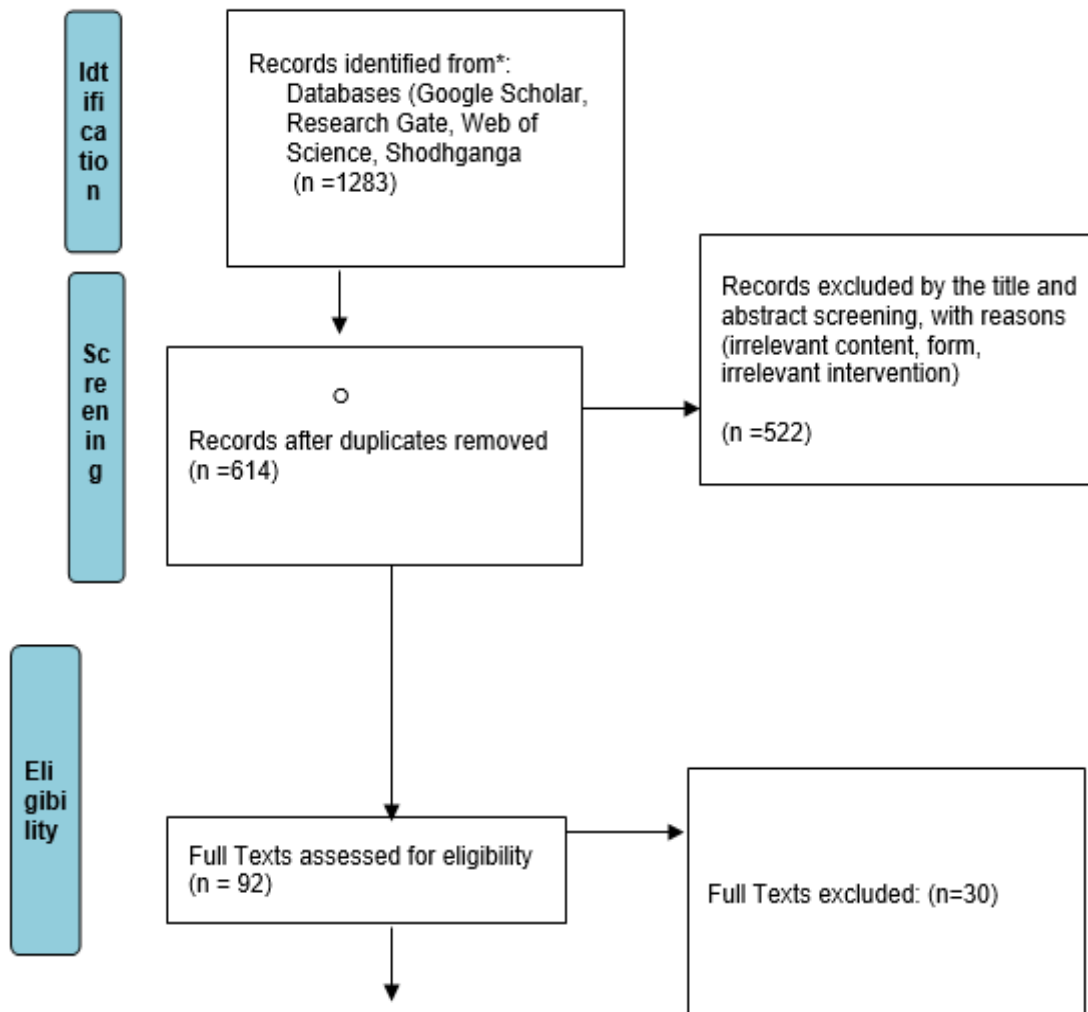 Idt
ifi
ca
tio
n
Records identified from*:
Databases (Google Scholar,
Research Gate, Web of
Science, Shodhganga
(n =1283)
Sc
re
en
in
g
Records after duplicates removed
(n =614)
Records excluded by the title and
abstract screening, with reasons
(irrelevant content, form,
irrelevant intervention)
(n =522)
Eli
gibi
lity
Full Texts assessed for eligibility
(n = 92)
Full Texts excluded: (n=30)